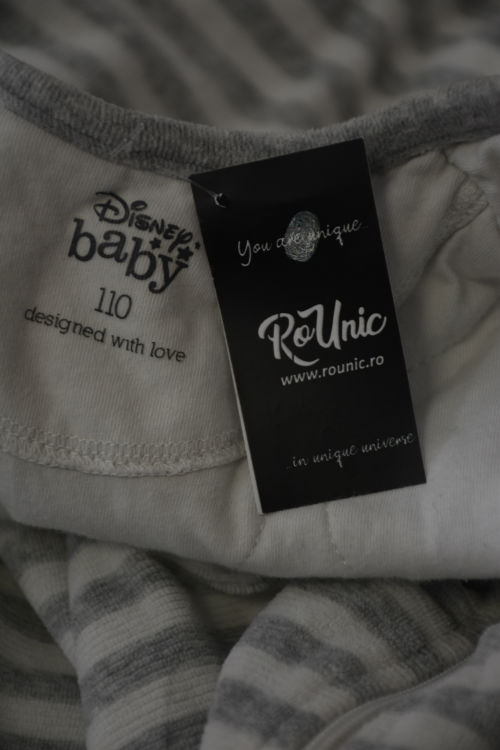 Disney
baby
110
designed with love
You are unique..
RoUnic
www.rounic.ro
..in unique universe